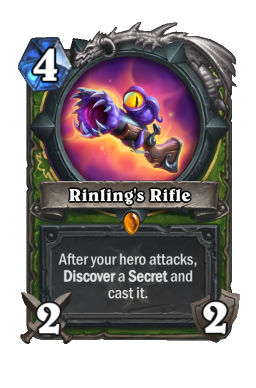 4
Rinling's Rifle
After your hero attacks,
Discover a Secret and
cast it.
2 2